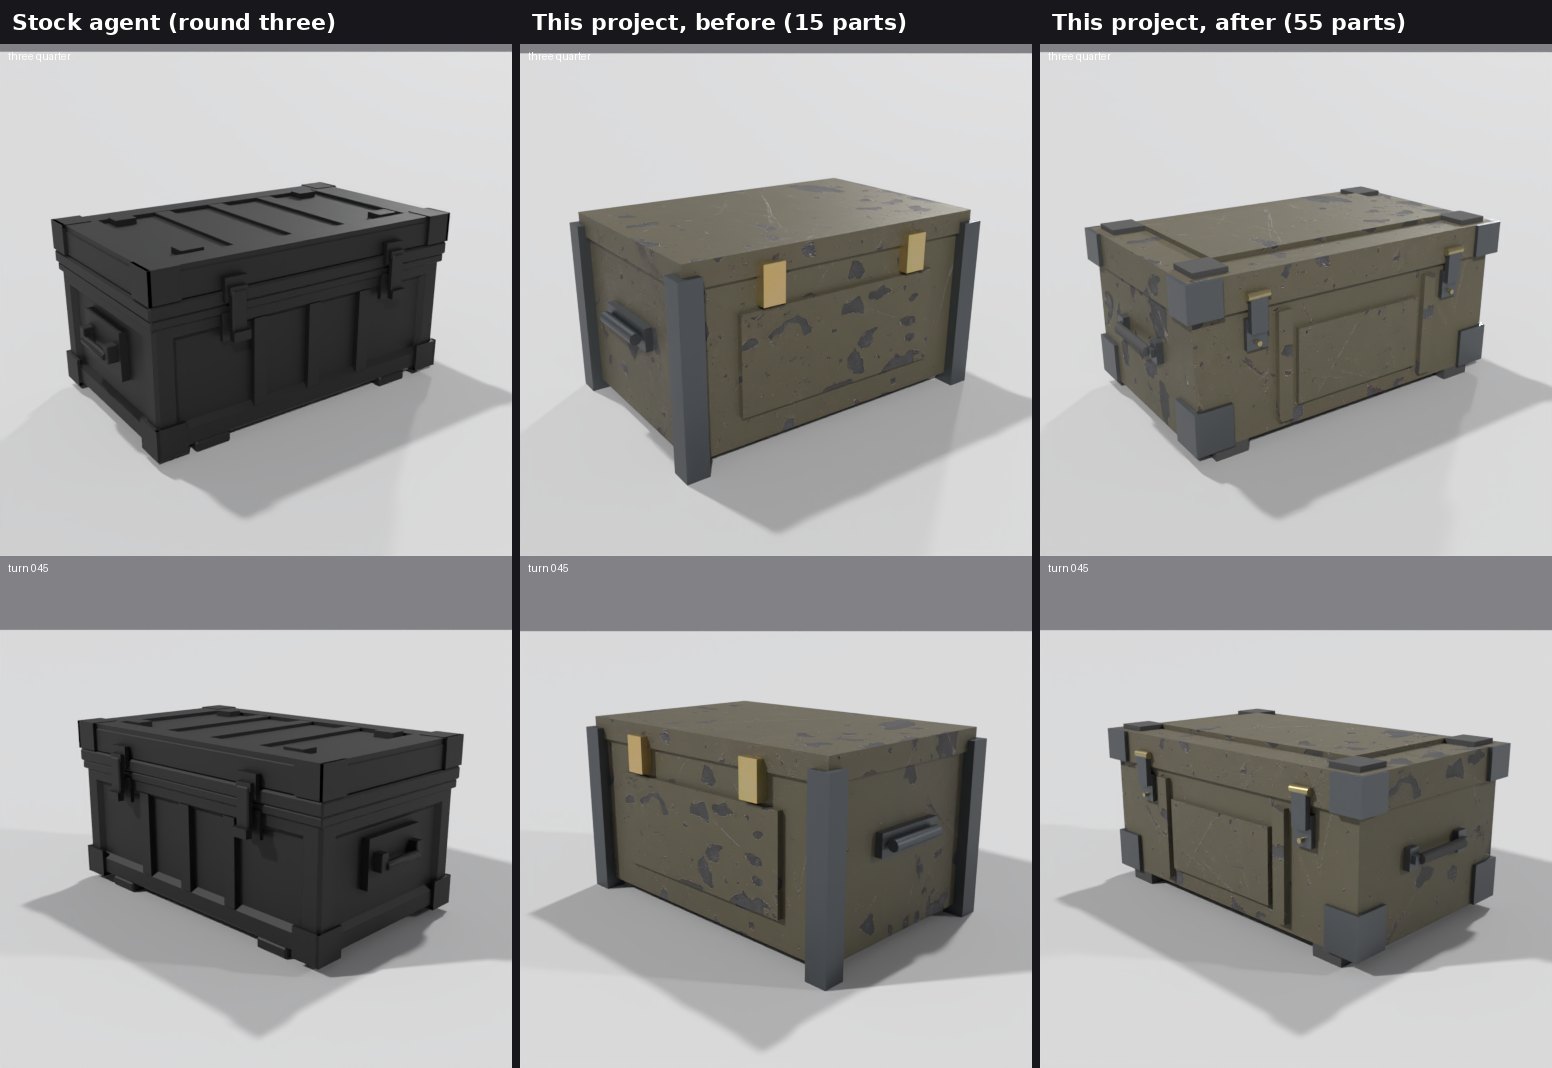 Stock agent (round three)
This project, before (15 parts)
This project, after (55 parts)
three quarter
three quarter
three quarter
turn 045
turn 045
turn 045